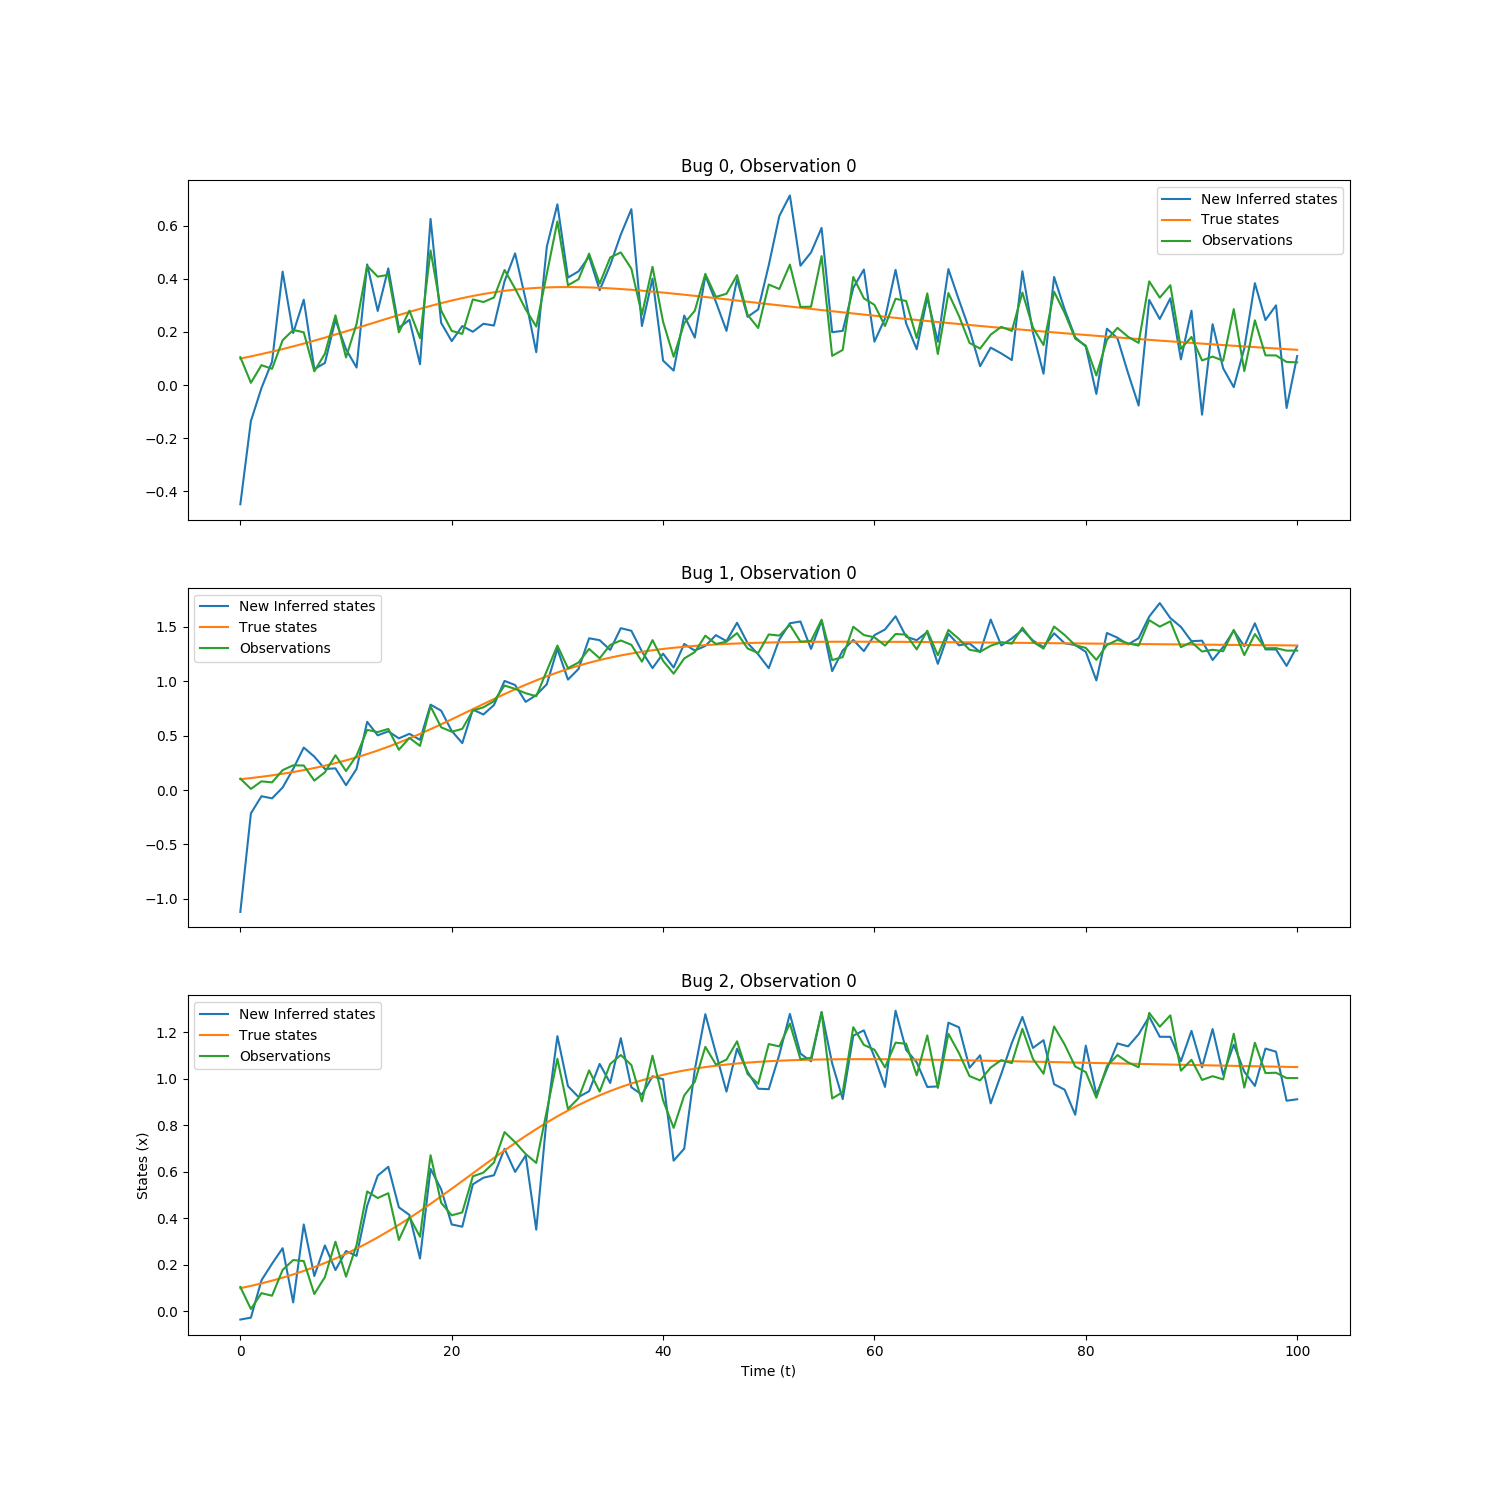 Bug 0, Observation 0
New Inferred states
True states
Observations
0.6
0.4
0.2
0.0
−0.2
−0.4
Bug 1, Observation 0
New Inferred states
True states
Observations
1.5
1.0
0.5
0.0
−0.5
−1.0
Bug 2, Observation 0
New Inferred states
True states
Observations
1.2
1.0
0.8
0.6
0.4
0.2
0.0
States (x)
0 20 40 60 80 100
Time (t)